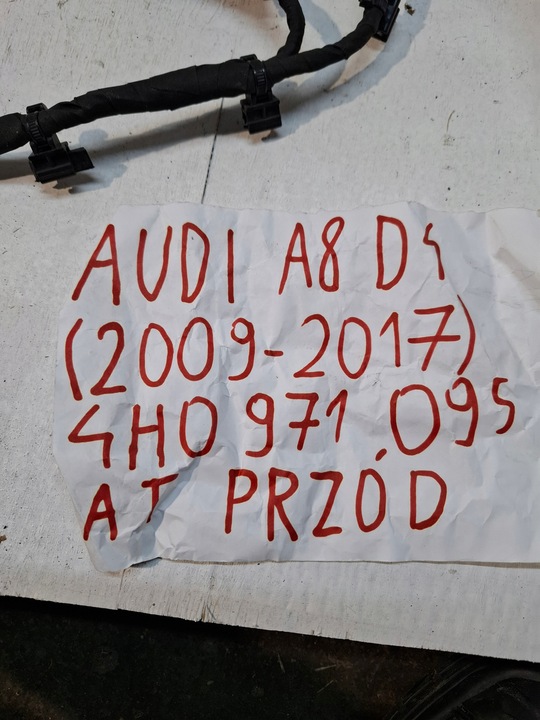 AUDI A8 D4
(2009-2017)
4H0 971 095
AT PRZÓD